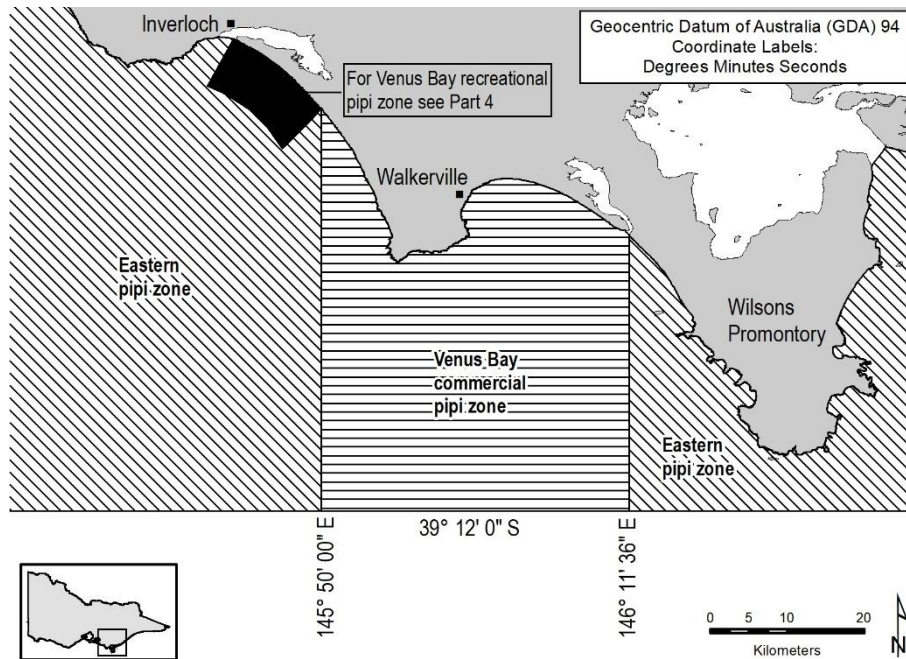 Inverloch
Geocentric Datum of Australia (GDA) 94
Coordinate Labels:
Degrees Minutes Seconds
For Venus Bay recreational
pipi zone see Part 4
Walkerville
Eastern
pipi zone
Wilsons
Promontory
Venus Bay
commercial
pipi zone
Eastern
pipi zone
145° 50' 00" E
39° 12' 0" S
146° 11' 36" E
0 5 10 20
Kilometers
N